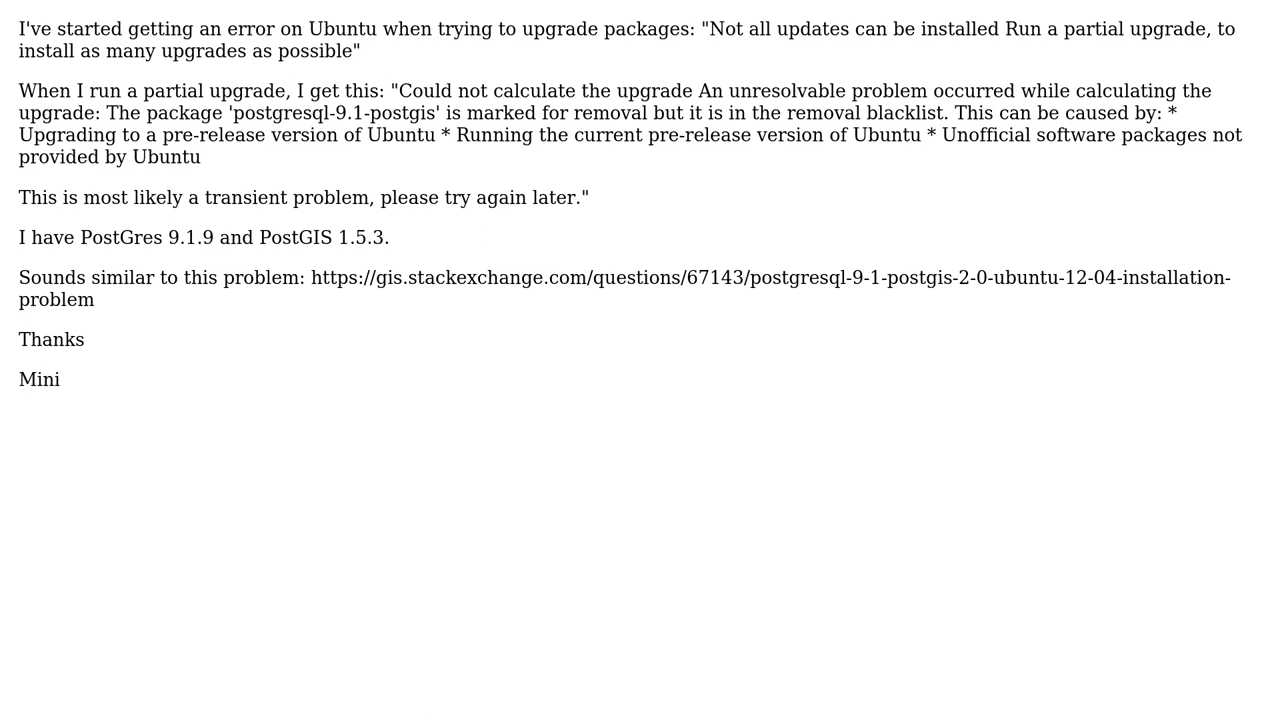 I've started getting an error on Ubuntu when trying to upgrade packages: "Not all updates can be installed Run a partial upgrade, to
install as many upgrades as possible"
When I run a partial upgrade, I get this: "Could not calculate the upgrade An unresolvable problem occurred while calculating the
upgrade: The package 'postgresql-9.1-postgis' is marked for removal but it is in the removal blacklist. This can be caused by: *
Upgrading to a pre-release version of Ubuntu * Running the current pre-release version of Ubuntu * Unofficial software packages not
provided by Ubuntu
This is most likely a transient problem, please try again later."
I have PostGres 9.1.9 and PostGIS 1.5.3.
Sounds similar to this problem: https://gis.stackexchange.com/questions/67143/postgresql-9-1-postgis-2-0-ubuntu-12-04-installation-
problem
Thanks
Mini